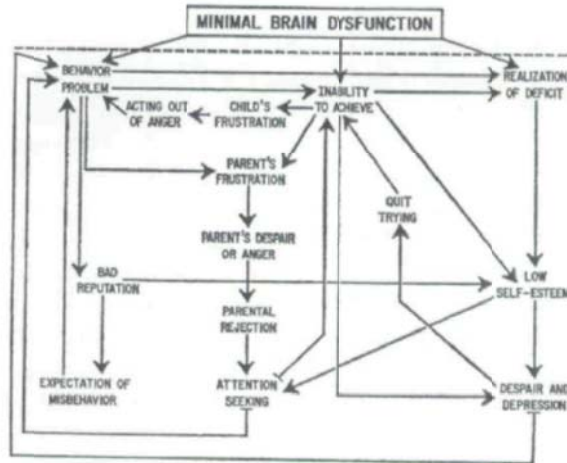 MINIMAL BRAIN DYSFUNCTION
BEHAVIOR
PROBLEM
INABILITY
TO ACHIEVE
REALIZATION
OF DEFICIT
ACTING OUT
OF ANGER
CHILD'S
FRUSTRATION
PARENT'S
FRUSTRATION
QUIT
TRYING
PARENT'S DESPAIR
OR ANGER
BAD
REPUTATION
LOW
SELF-ESTEEM
PARENTAL
REJECTION
EXPECTATION OF
MISBEHAVIOR
ATTENTION
SEEKING
DESPAIR AND
DEPRESSION